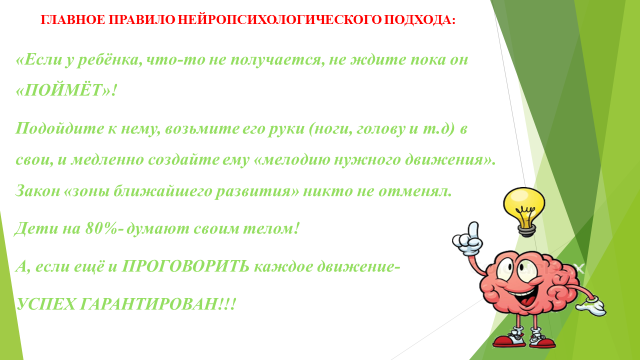 ГЛАВНОЕ ПРАВИЛО НЕЙРОПСИХОЛОГИЧЕСКОГО ПОДХОДА:
«Если у ребёнка, что-то не получается, не ждите пока он
«ПОЙМЁТ»!
Подойдите к нему, возьмите его руки (ноги, голову и т.д) в
свои, и медленно создайте ему «мелодию нужного движения».
Закон «зоны ближайшего развития» никто не отменял.
Дети на 80%- думают своим телом!
А, если ещё и ПРОГОВОРИТЬ каждое движение-
УСПЕХ ГАРАНТИРОВАН!!!